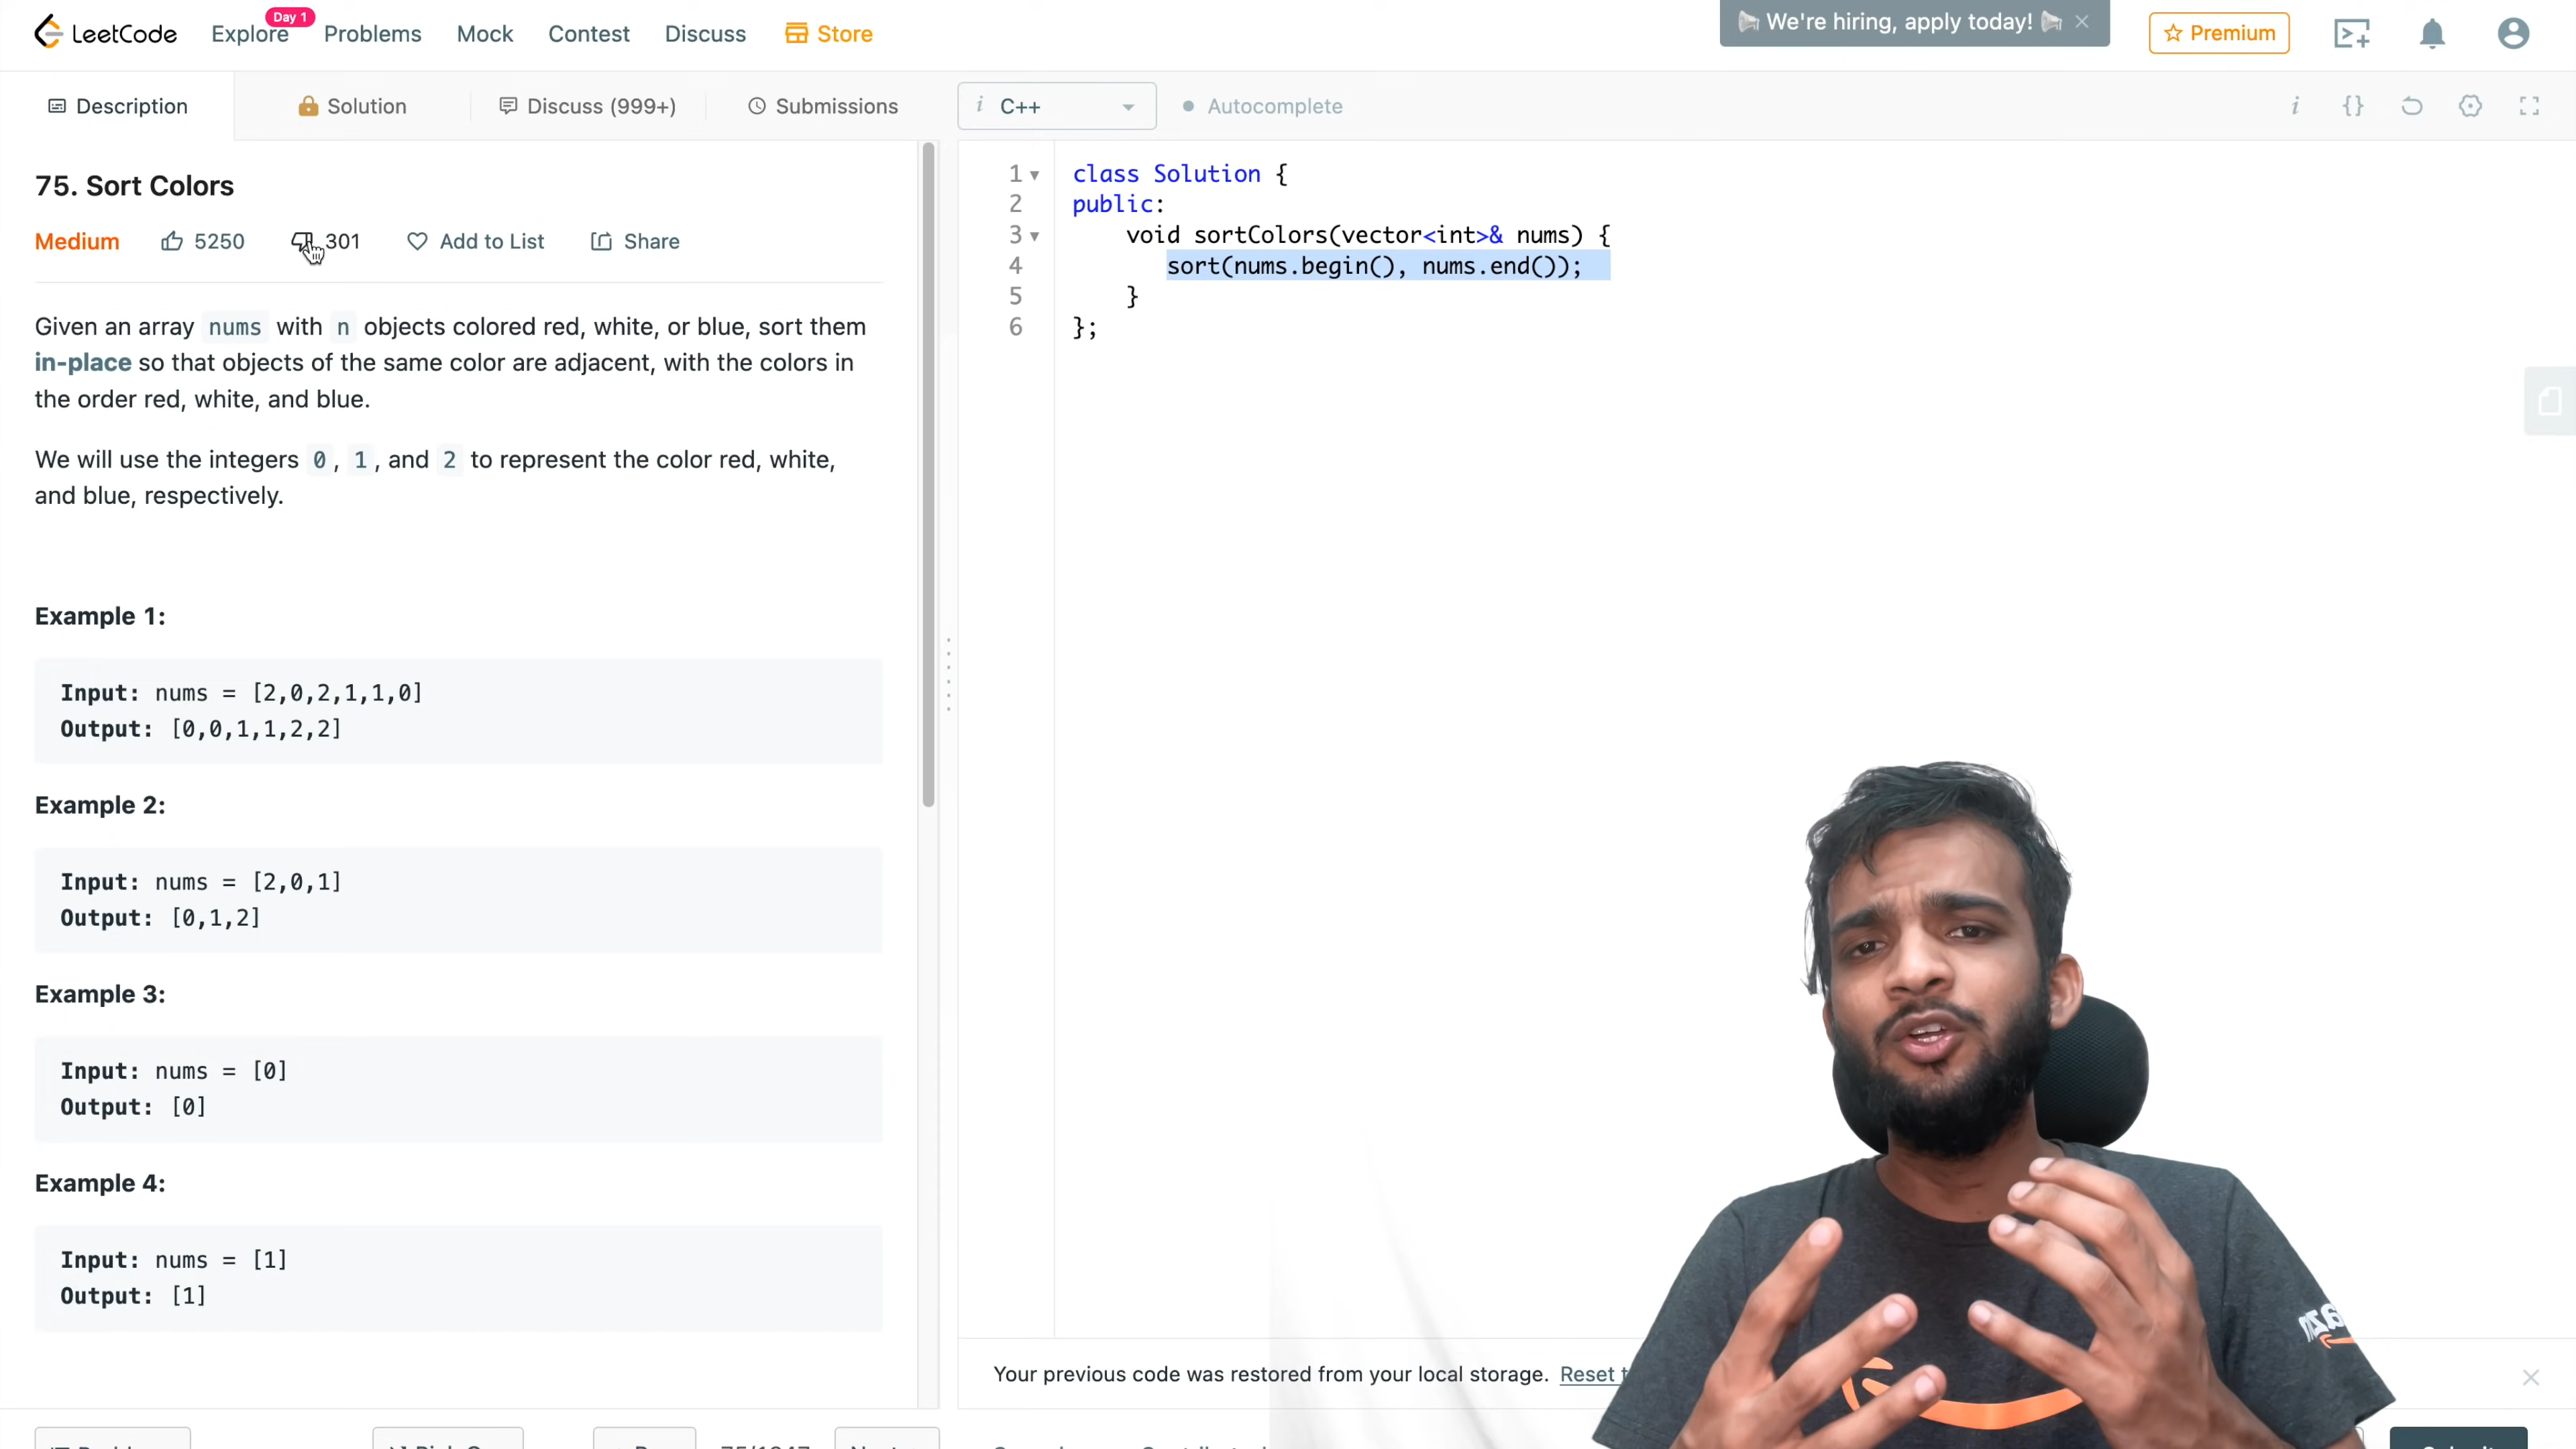 LeetCode
Explore
Day 1
Problems
Mock
Contest
Discuss
Store
We're hiring, apply today!
Premium
Description
Solution
Discuss (999+)
Submissions
i C++
Autocomplete
i {}
75. Sort Colors
Medium
5250
301
Add to List
Share
Given an array nums with n objects colored red, white, or blue, sort them
in-place so that objects of the same color are adjacent, with the colors in
the order red, white, and blue.
We will use the integers 0, 1, and 2 to represent the color red, white,
and blue, respectively.
Example 1:
Input: nums = [2,0,2,1,1,0]
Output: [0,0,1,1,2,2]
Example 2:
Input: nums = [2,0,1]
Output: [0,1,2]
Example 3:
Input: nums = [0]
Output: [0]
Example 4:
Input: nums = [1]
Output: [1]
1 class Solution {
2 public:
3 void sortColors(vector<int>& nums) {
4 sort(nums.begin(), nums.end());
5 }
6 };
Your previous code was restored from your local storage. Reset